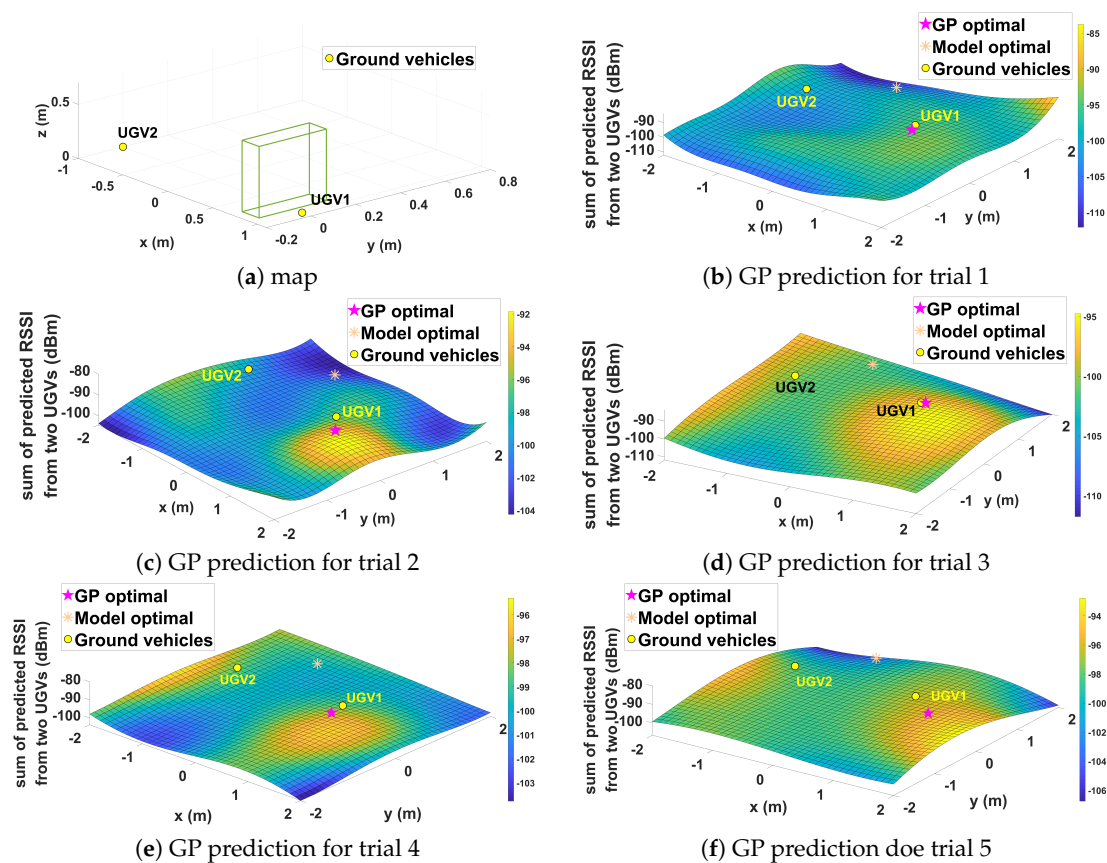 Ground vehicles
z (m)
0.5
0
UGV2
UGV1
-1
-0.5
0
0.5
1
x (m)
-0.2
0
0.2
0.4
0.6
0.8
y (m)
(a) map
sum of predicted RSSI
from two UGVs (dBm)
GP optimal
Model optimal
Ground vehicles
UGV2
UGV1
-90
-100
-110
-2
-1
0
1
2
x (m)
-2
-1
0
1
2
y (m)
-85
-90
-95
-100
-105
-110
(b) GP prediction for trial 1
sum of predicted RSSI
from two UGVs (dBm)
GP optimal
Model optimal
Ground vehicles
UGV2
UGV1
-80
-90
-100
-2
-1
0
1
2
x (m)
-2
-1
0
1
2
y (m)
-92
-94
-96
-98
-100
-102
-104
(c) GP prediction for trial 2
sum of predicted RSSI
from two UGVs (dBm)
GP optimal
Model optimal
Ground vehicles
UGV2
UGV1
-90
-100
-110
-2
-1
0
1
2
x (m)
-2
-1
0
1
2
y (m)
-95
-100
-105
-110
(d) GP prediction for trial 3
sum of predicted RSSI
from two UGVs (dBm)
GP optimal
Model optimal
Ground vehicles
UGV2
UGV1
-80
-90
-100
-2
-1
0
1
2
x (m)
-2
0
2
y (m)
-96
-97
-98
-99
-100
-101
-102
-103
(e) GP prediction for trial 4
sum of predicted RSSI
from two UGVs (dBm)
GP optimal
Model optimal
Ground vehicles
UGV2
UGV1
-80
-90
-100
-2
-1
0
1
2
x (m)
-2
-1
0
1
2
y (m)
-94
-96
-98
-100
-102
-104
-106
(f) GP prediction doe trial 5